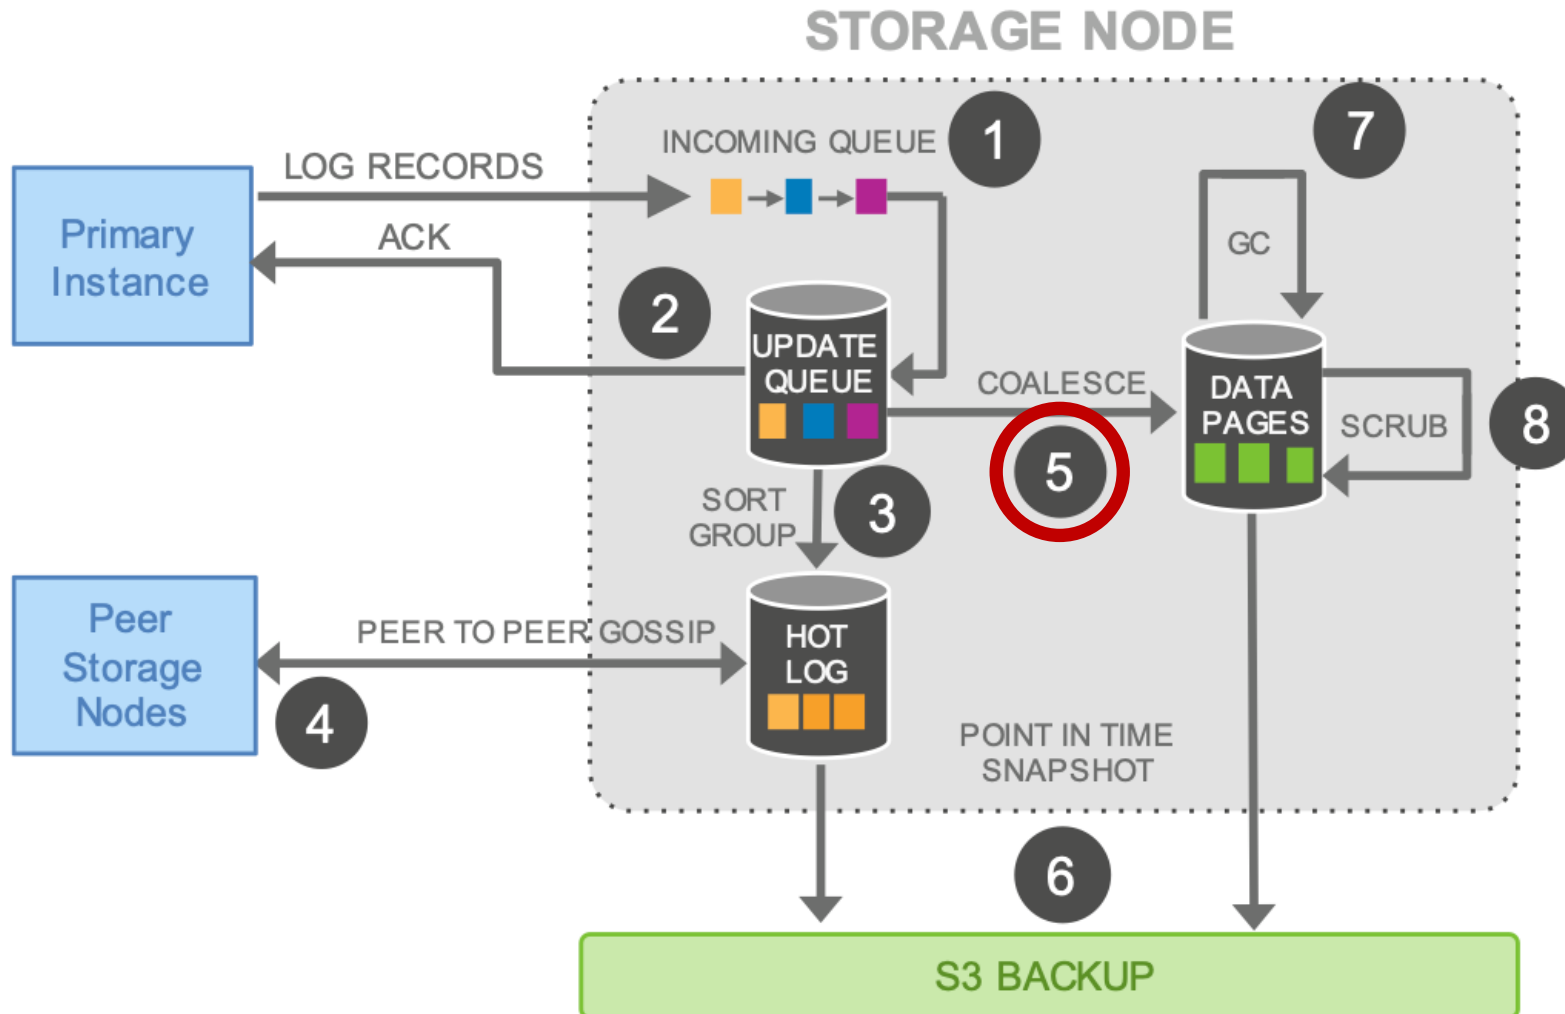 STORAGE NODE
INCOMING QUEUE
1
7
LOG RECORDS
ACK
Primary
Instance
GC
2
UPDATE
QUEUE
COALESCE
DATA
PAGES
SCRUB
8
5
SORT
GROUP
3
Peer
Storage
Nodes
PEER TO PEER GOSSIP
HOT
LOG
4
POINT IN TIME
SNAPSHOT
6
S3 BACKUP